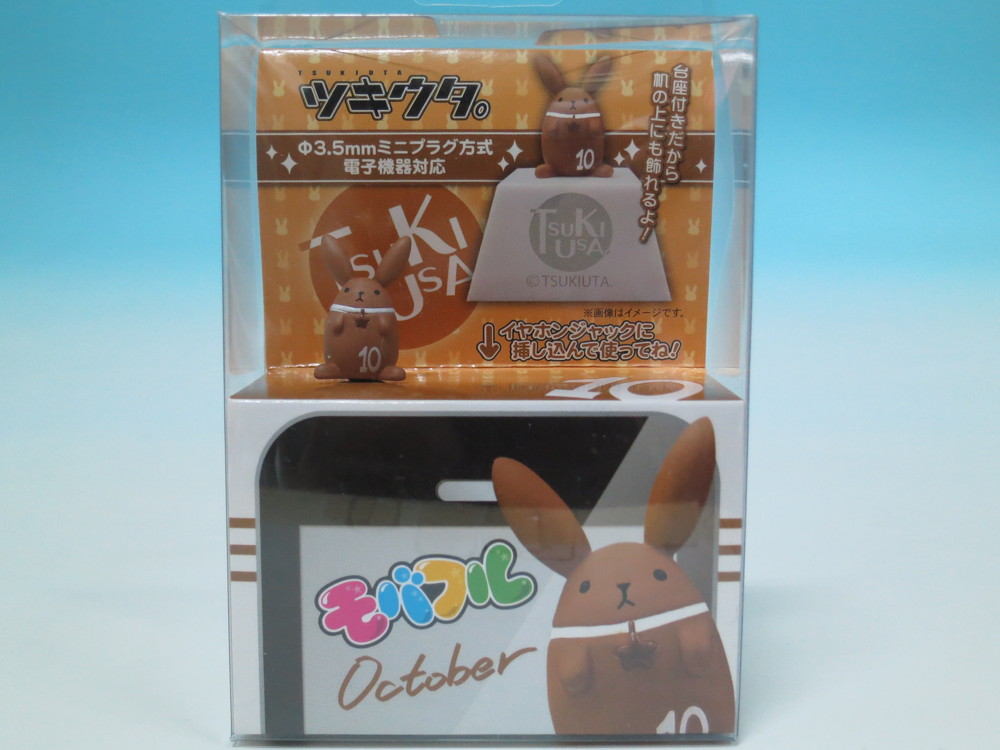 TSUKIUTA
ツキウタ。
Φ3.5mmミニプラグ方式
電子機器対応
台座付きだから
机の上にも飾れるよ!
10
TSUKI
USA
TSUKI
USA
©TSUKIUTA.
※画像はイメージです。
イヤホンジャックに
挿し込んで使ってね!
10
10
モバフル
October
10